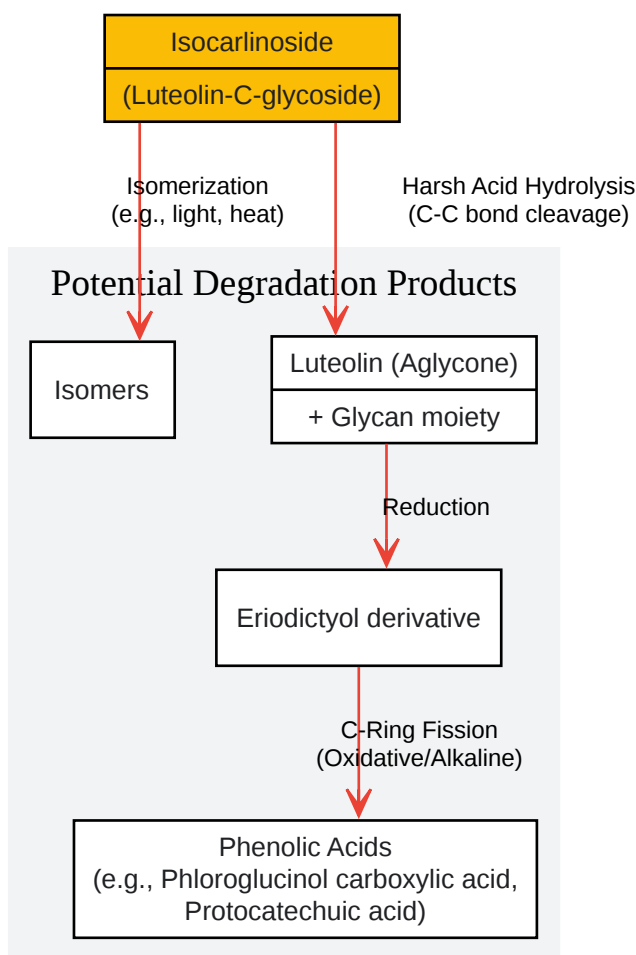 Isocarlinoside
(Luteolin-C-glycoside)
Isomerization
(e.g., light, heat)
Harsh Acid Hydrolysis
(C-C bond cleavage)
Potential Degradation Products
Isomers
Luteolin (Aglycone)
+ Glycan moiety
Reduction
Eriodictyol derivative
C-Ring Fission
(Oxidative/Alkaline)
Phenolic Acids
(e.g., Phloroglucinol carboxylic acid,
Protocatechuic acid)